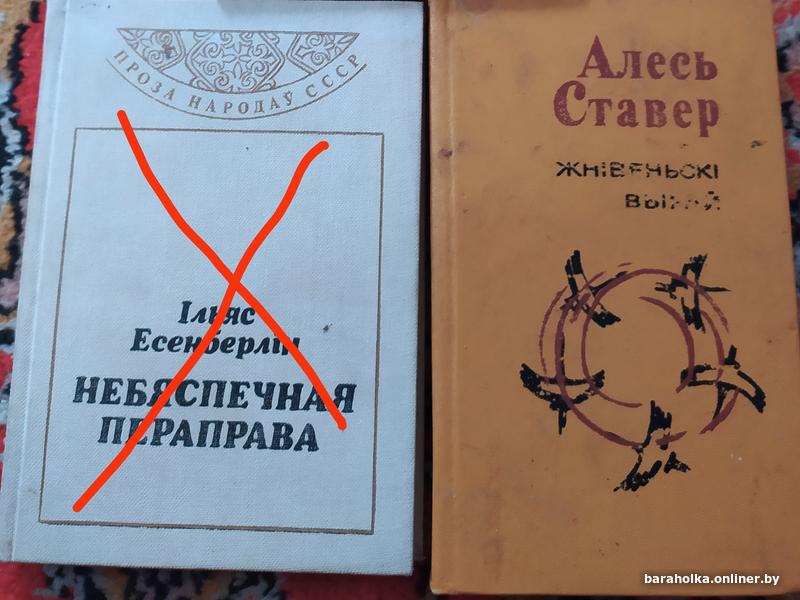 ПРОЗА НАРОДАЎ СССР
Ільяс
Есенберлін
НЕБЯСПЕЧНАЯ
ПЕРАПРАВА
Алесь
Ставер
ЖНІВЕНЬСКІ
baraholka.onliner.by